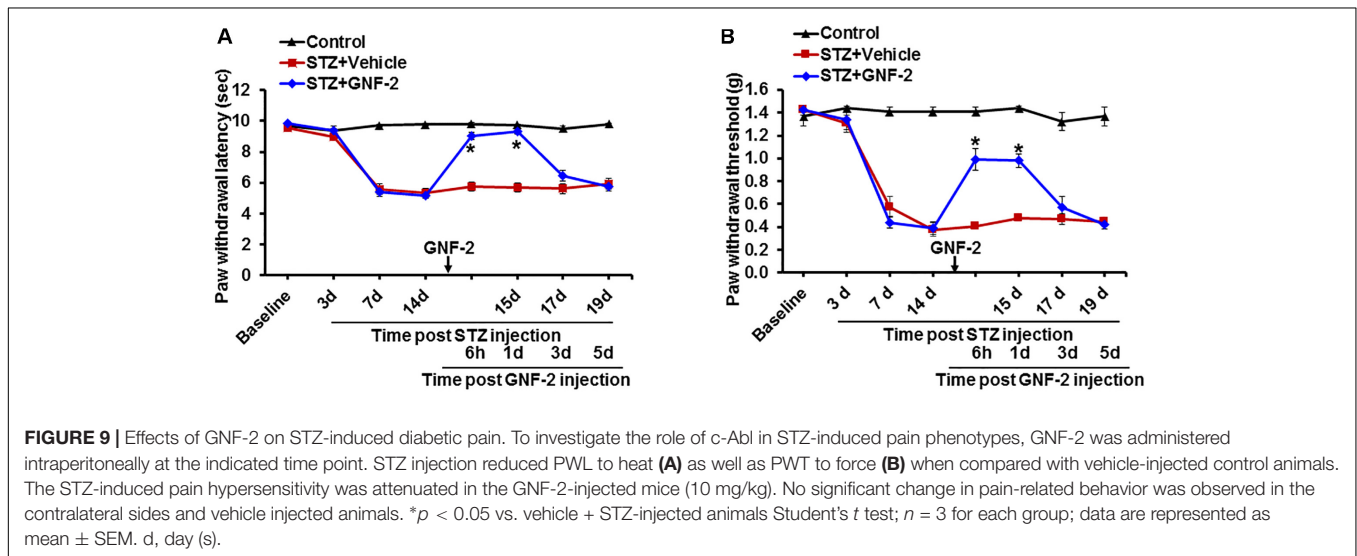 A
Control
STZ+Vehicle
STZ+GNF-2
Paw withdrawal latency (sec)
12
10
8
6
4
2
0
* *
GNF-2
Baseline 3d 7d 14d 15d 17d 19d
Time post STZ injection
6h 1d 3d 5d
Time post GNF-2 injection
B
Control
STZ+Vehicle
STZ+GNF-2
Paw withdrawal threshold (g)
1.6
1.4
1.2
1.0
0.8
0.6
0.4
0.2
0.0
* *
GNF-2
Baseline 3 d 7 d 14 d 15 d 17 d 19 d
Time post STZ injection
6h 1d 3d 5d
Time post GNF-2 injection
FIGURE 9 | Effects of GNF-2 on STZ-induced diabetic pain. To investigate the role of c-Abl in STZ-induced pain phenotypes, GNF-2 was administered
intraperitoneally at the indicated time point. STZ injection reduced PWL to heat (A) as well as PWT to force (B) when compared with vehicle-injected control animals.
The STZ-induced pain hypersensitivity was attenuated in the GNF-2-injected mice (10 mg/kg). No significant change in pain-related behavior was observed in the
contralateral sides and vehicle injected animals. *p < 0.05 vs. vehicle + STZ-injected animals Student's t test; n = 3 for each group; data are represented as
mean ± SEM. d, day (s).